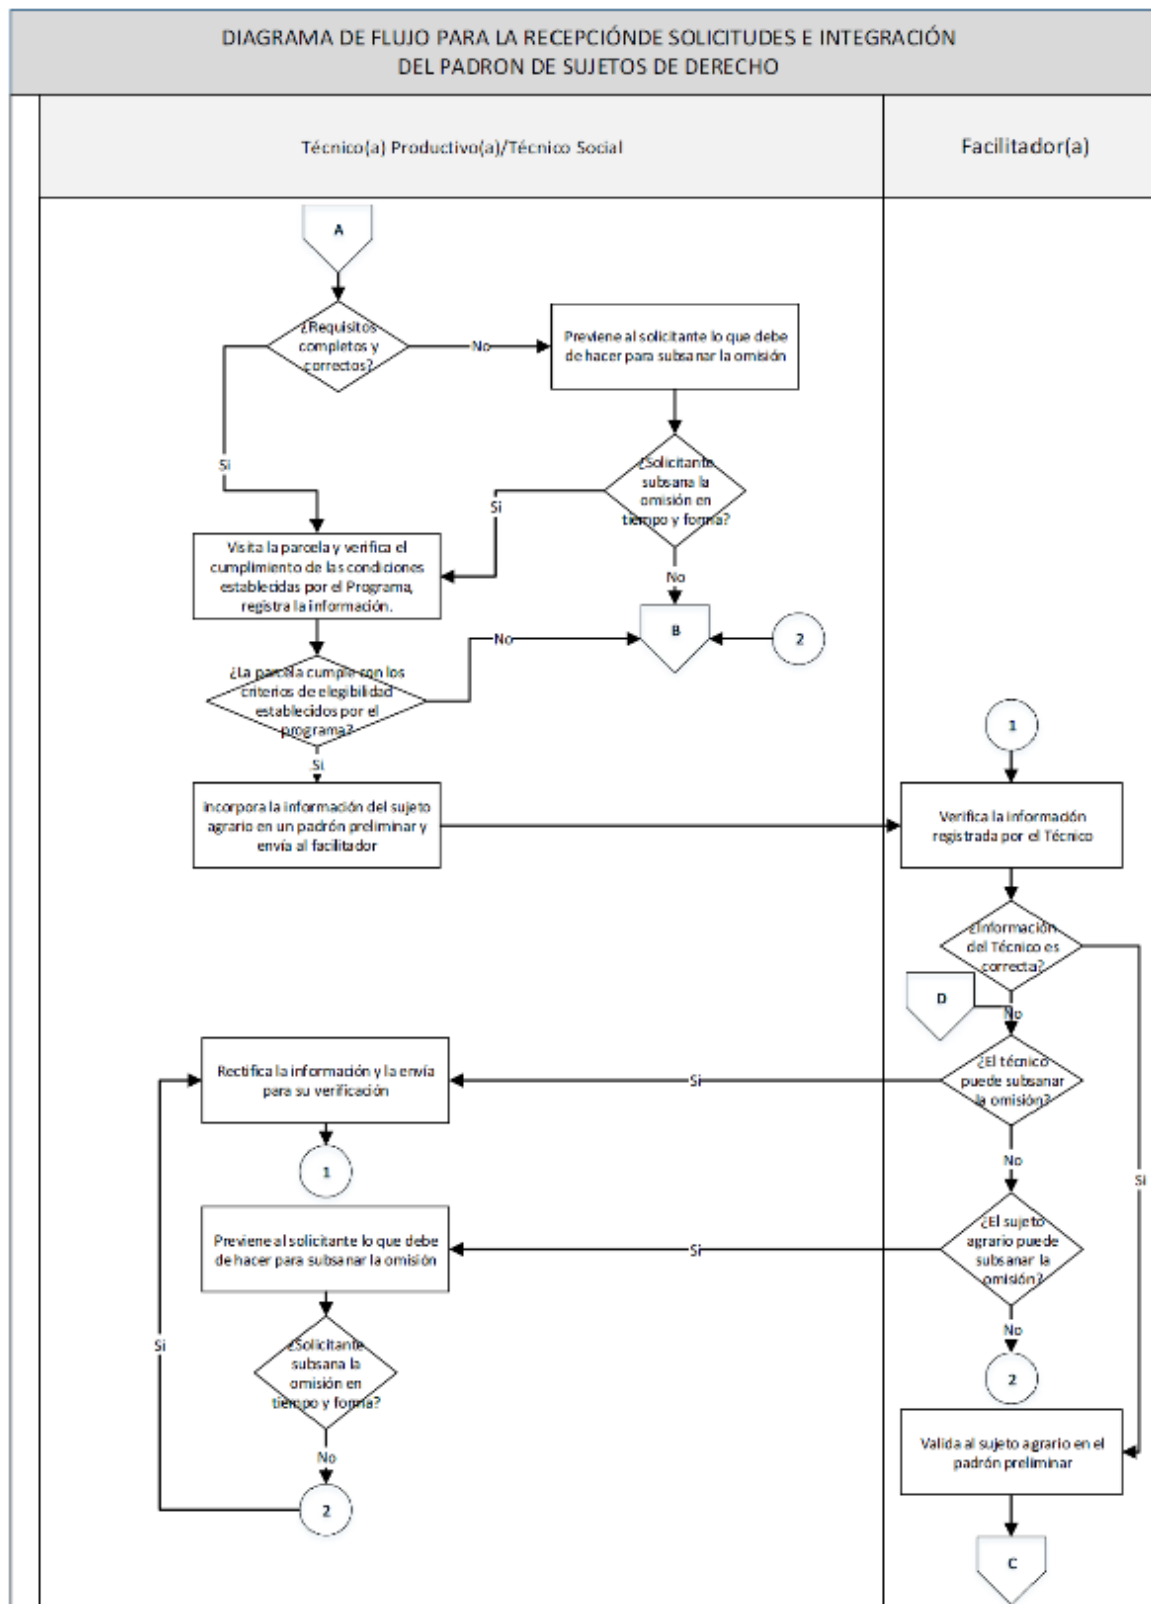 DIAGRAMA DE FLUJO PARA LA RECEPCIÓNDE SOLICITUDES E INTEGRACIÓN
DEL PADRON DE SUJETOS DE DERECHO
Técnico(a) Productivo(a)/Técnico Social
Facilitador(a)
A
¿Requisitos
completos y
correctos?
No
Previene al solicitante lo que debe
de hacer para subsanar la omisión
Si
¿Solicitante
subsana la
omisión en
tiempo y forma?
Si
No
Visita la parcela y verifica el
cumplimiento de las condiciones
establecidas por el Programa,
registra la información.
B
2
No
¿La parcela cumple con los
criterios de elegibilidad
establecidos por el
programa?
Si
1
Incorpora la información del sujeto
agrario en un padrón preliminar y
envía al facilitador
Verifica la información
registrada por el Técnico
¿Información
del Técnico es
correcta?
D
No
Rectifica la información y la envía
para su verificación
Si
¿El técnico
puede subsanar
la omisión?
1
No
Si
Previene al solicitante lo que debe
de hacer para subsanar la omisión
Si
¿El sujeto
agrario puede
subsanar la
omisión?
Si
¿Solicitante
subsana la
omisión en
tiempo y forma?
No
2
No
2
Valida al sujeto agrario en el
padrón preliminar
C